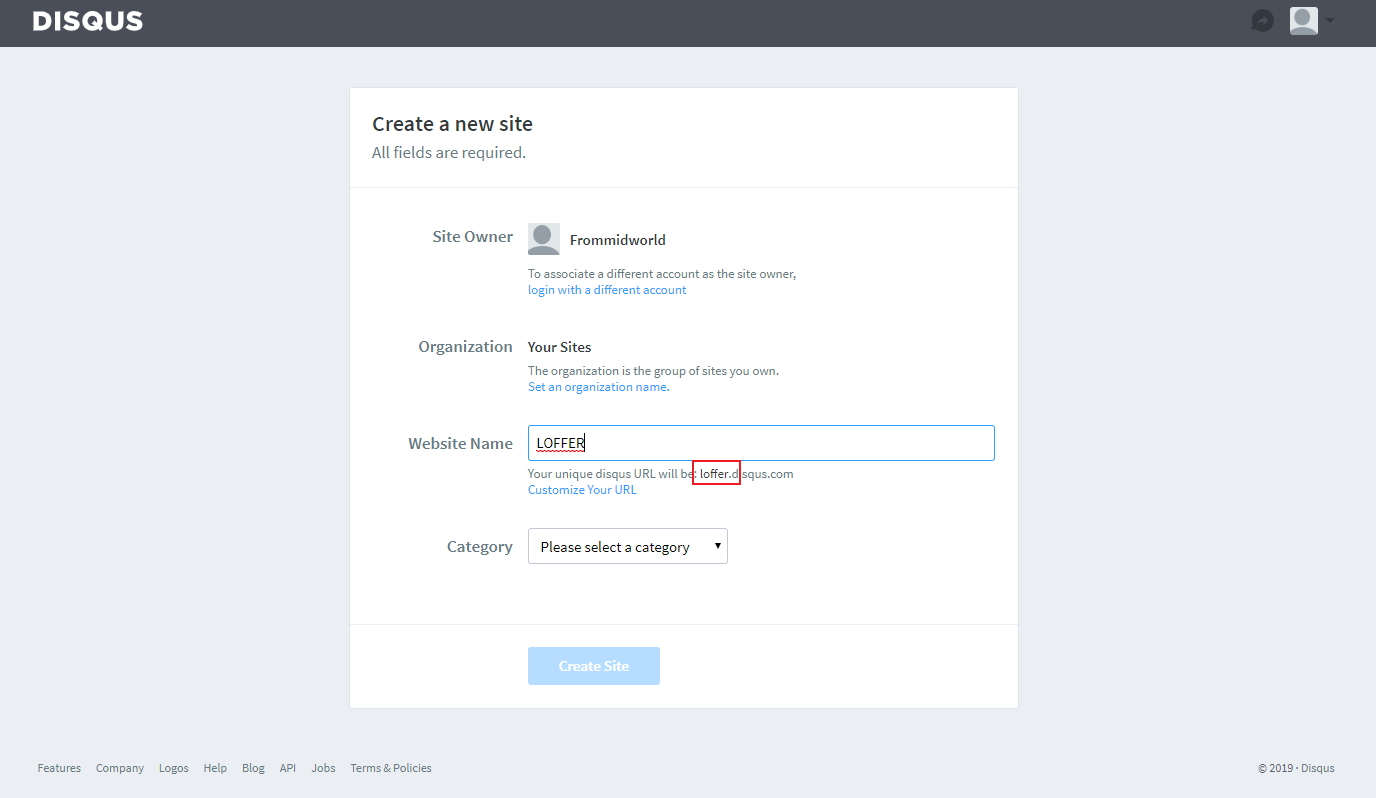 DISQUS
Create a new site
All fields are required.
Site Owner
Frommidworld
To associate a different account as the site owner,
login with a different account
Organization
Your Sites
The organization is the group of sites you own.
Set an organization name.
Website Name
LOFFER
Your unique disqus URL will be: loffer.disqus.com
Customize Your URL
Category
Please select a category
Create Site
Features Company Logos Help Blog API Jobs Terms & Policies © 2019 · Disqus